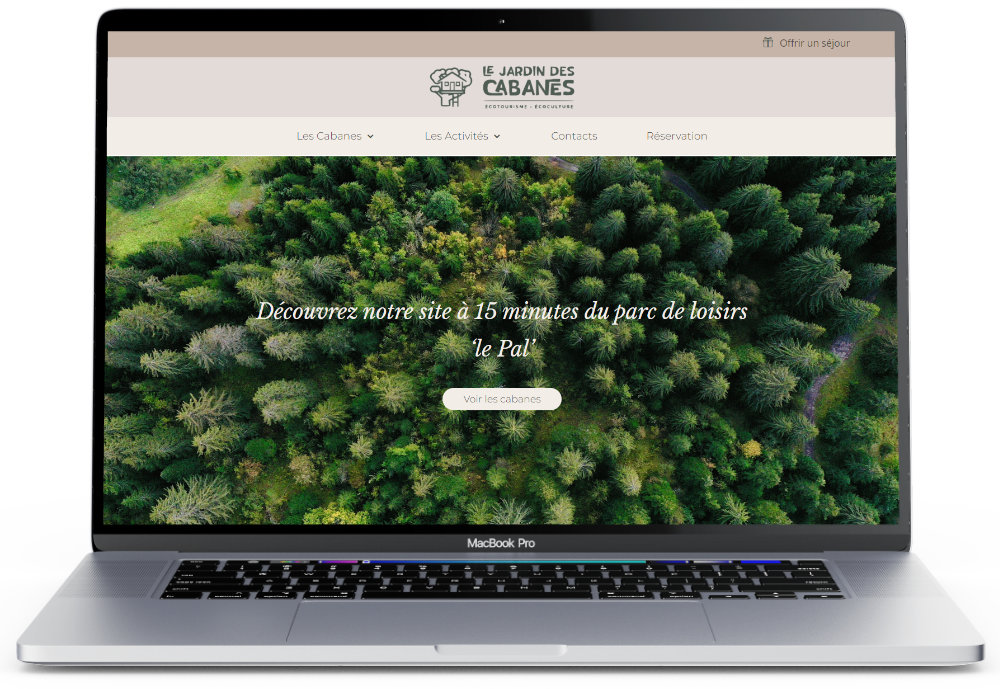 Offrir un séjour
LE JARDIN DES
CABANES
ÉCOTOURISME - ÉCOCULTURE
Les Cabanes
Les Activités
Contacts
Réservation
Découvrez notre site à 15 minutes du parc de loisirs
'le Pal'
Voir les cabanes
MacBook Pro